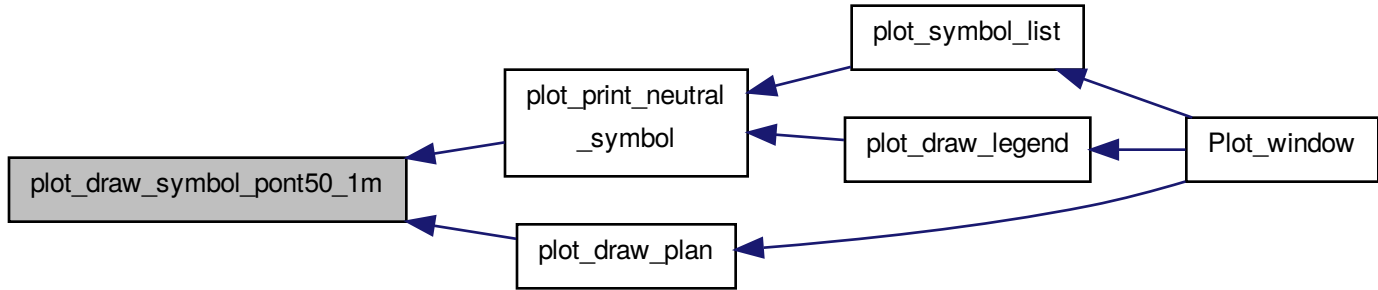 plot_draw_symbol_pont50_1m
plot_print_neutral
_symbol
plot_symbol_list
plot_draw_legend
Plot_window
plot_draw_plan